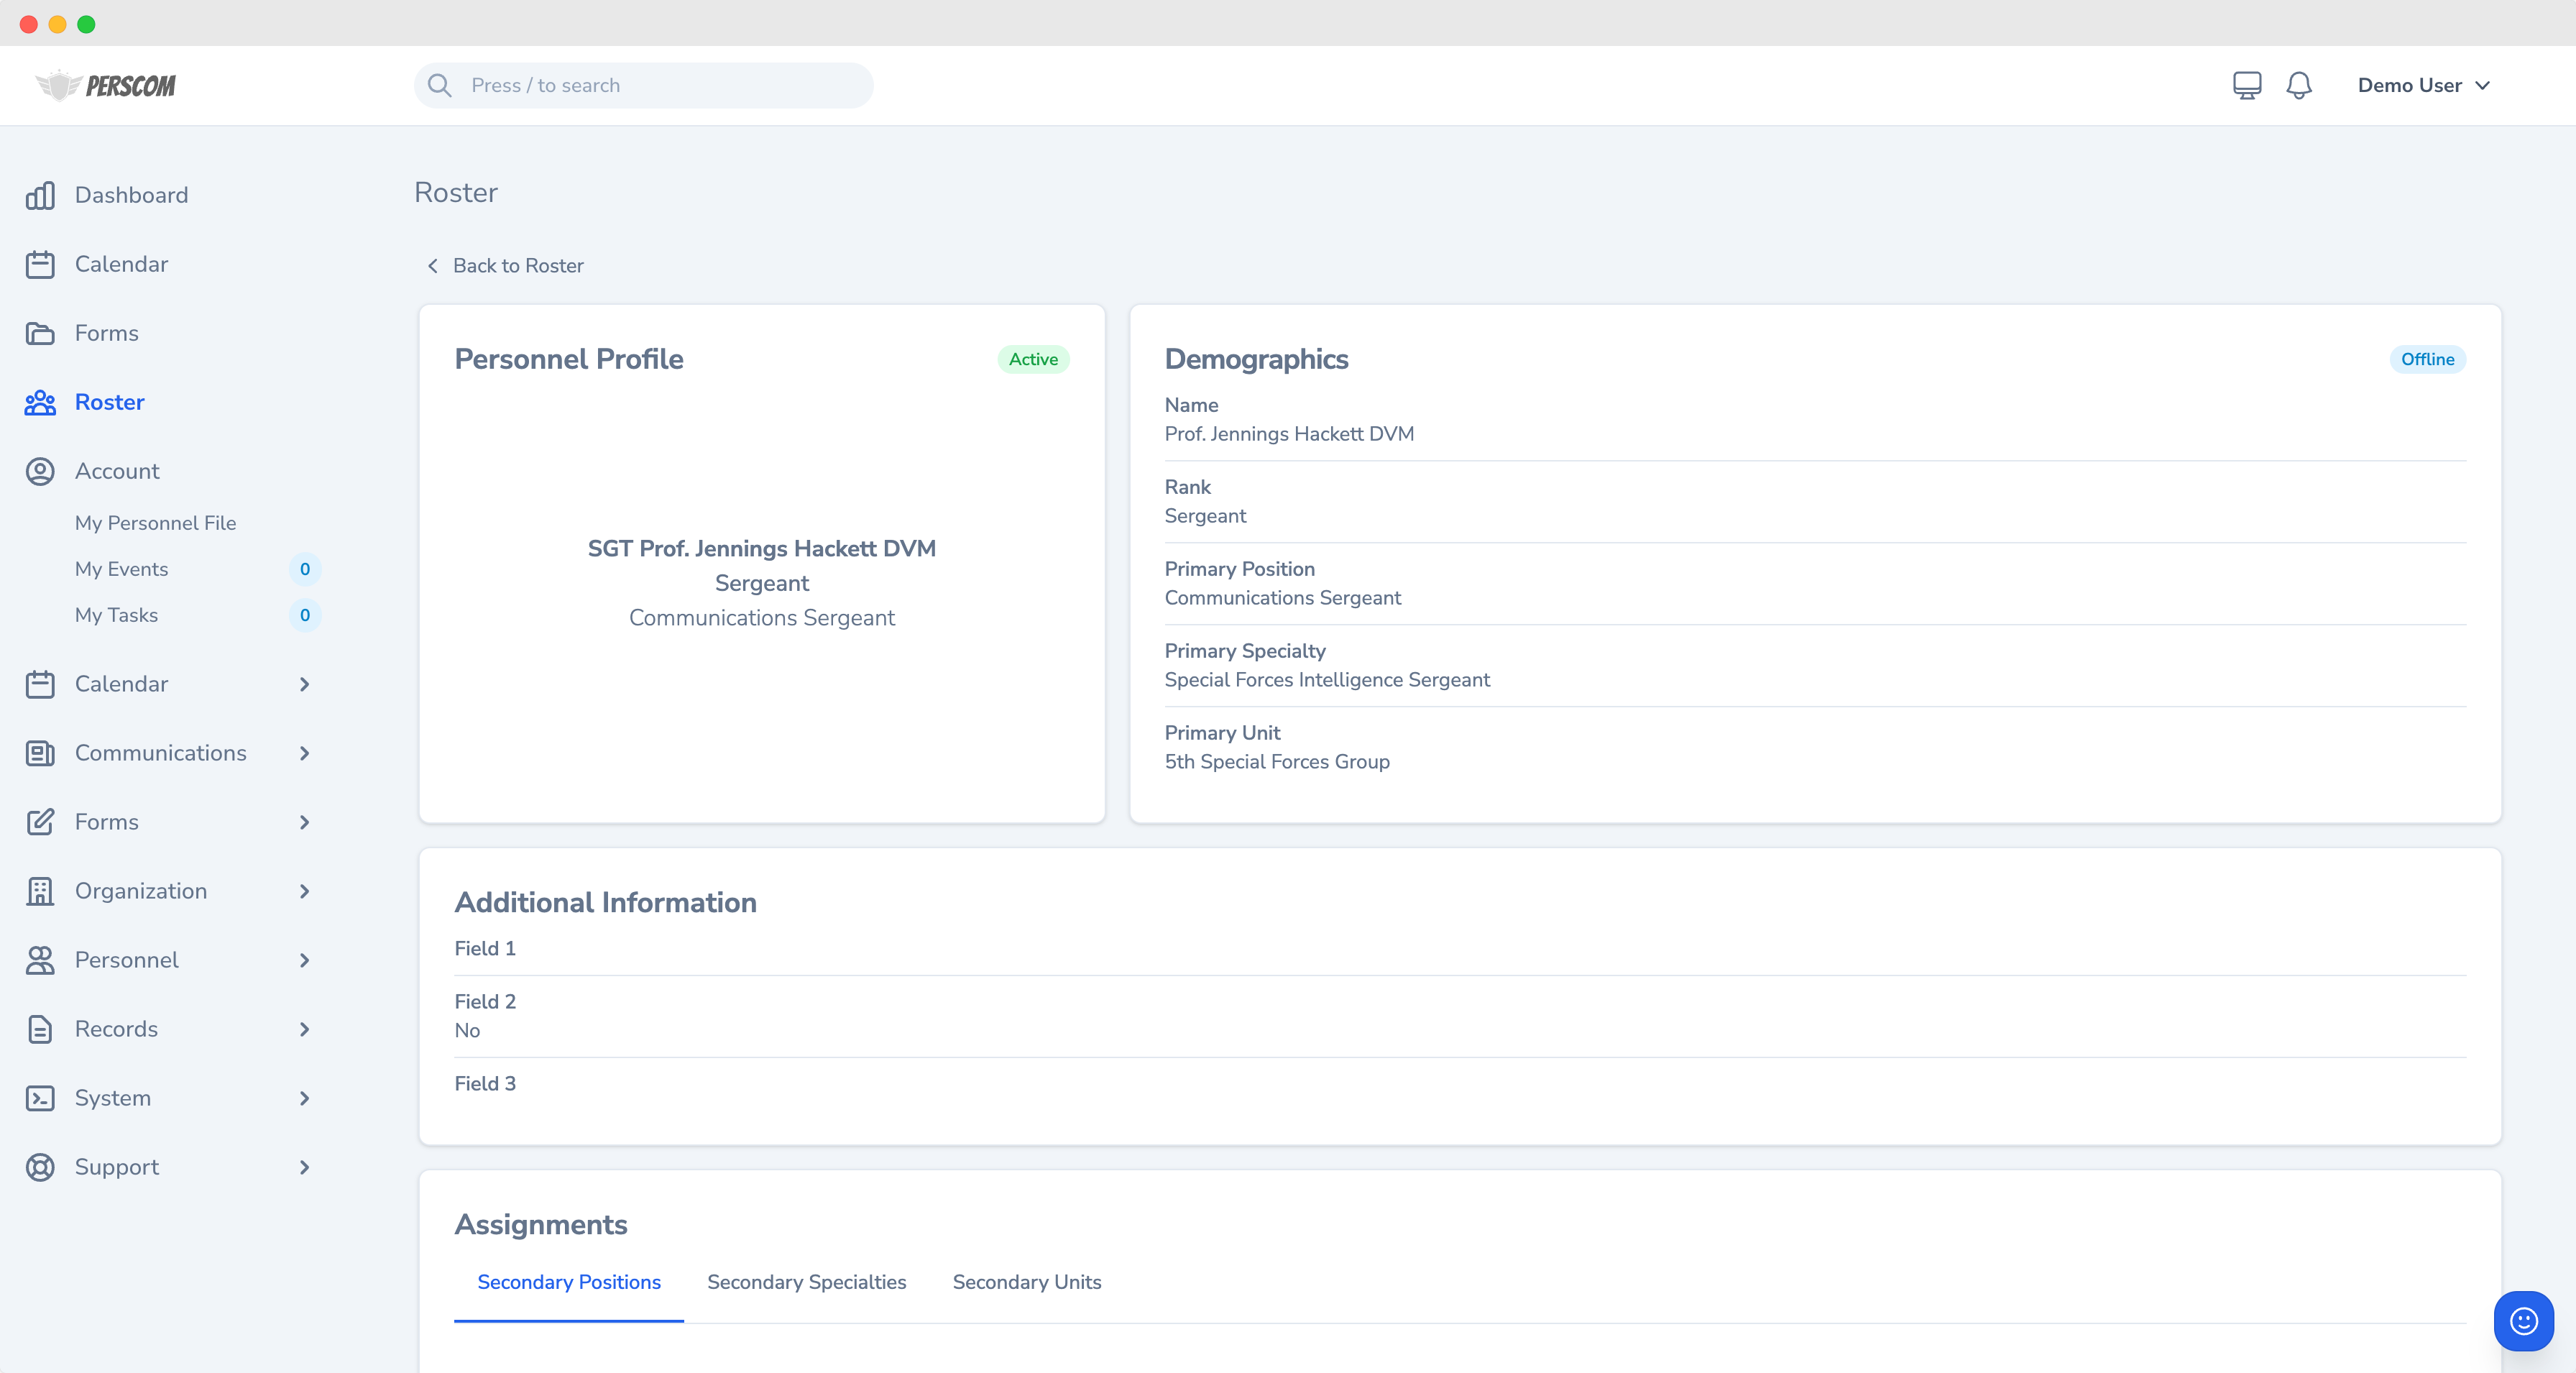 PERSCOM
Press / to search
Demo User
Dashboard
Calendar
Forms
Roster
Account
My Personnel File
My Events 0
My Tasks 0
Calendar
Communications
Forms
Organization
Personnel
Records
System
Support
Roster
Back to Roster
Personnel Profile
Active
SGT Prof. Jennings Hackett DVM
Sergeant
Communications Sergeant
Demographics
Offline
Name
Prof. Jennings Hackett DVM
Rank
Sergeant
Primary Position
Communications Sergeant
Primary Specialty
Special Forces Intelligence Sergeant
Primary Unit
5th Special Forces Group
Additional Information
Field 1
Field 2
No
Field 3
Assignments
Secondary Positions Secondary Specialties Secondary Units